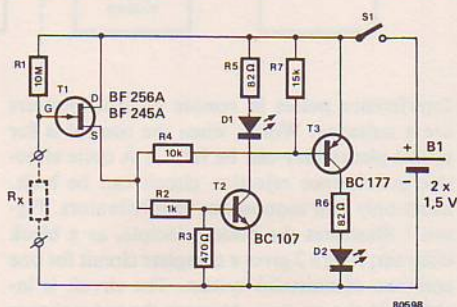 S1
R1
10M
T1
D
S
BF 256A
BF 245A
R5
82Ω
R7
15k
D1
R4
10k
T3
BC 177
+
B1
2 x
1,5 V
Rx
R2
1k
T2
BC 107
R3
470Ω
R6
82Ω
80598